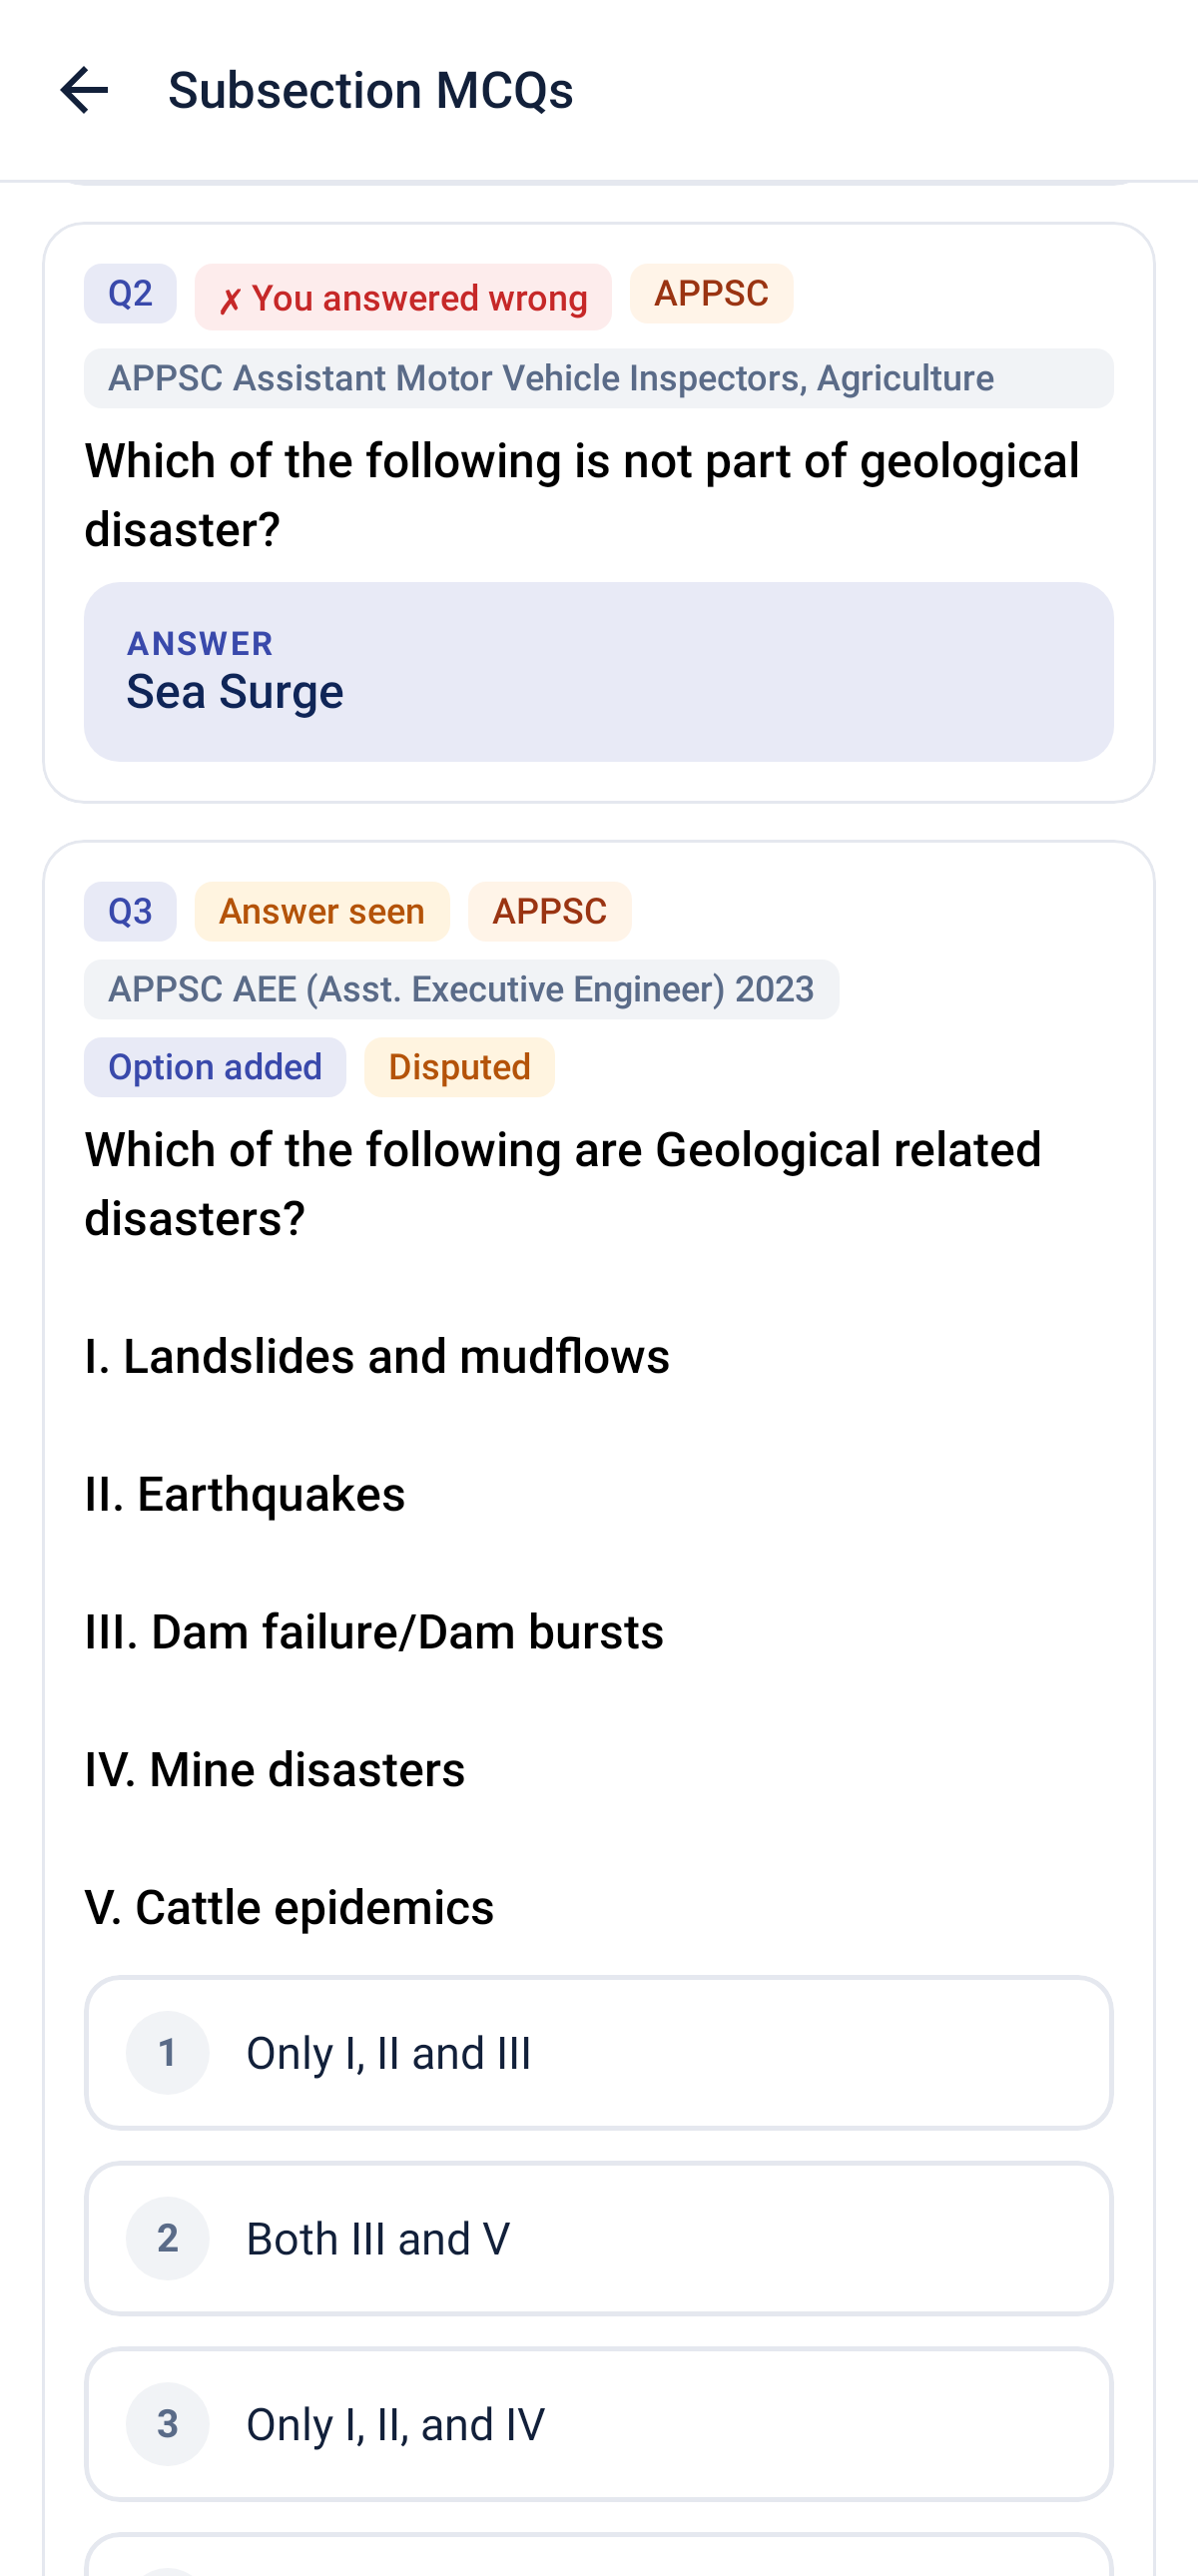 Subsection MCQs
Q2 ✗ You answered wrong APPSC
APPSC Assistant Motor Vehicle Inspectors, Agriculture
Which of the following is not part of geological
disaster?
ANSWER
Sea Surge
Q3 Answer seen APPSC
APPSC AEE (Asst. Executive Engineer) 2023
Option added Disputed
Which of the following are Geological related
disasters?
I. Landslides and mudflows
II. Earthquakes
III. Dam failure/Dam bursts
IV. Mine disasters
V. Cattle epidemics
1 Only I, II and III
2 Both III and V
3 Only I, II, and IV